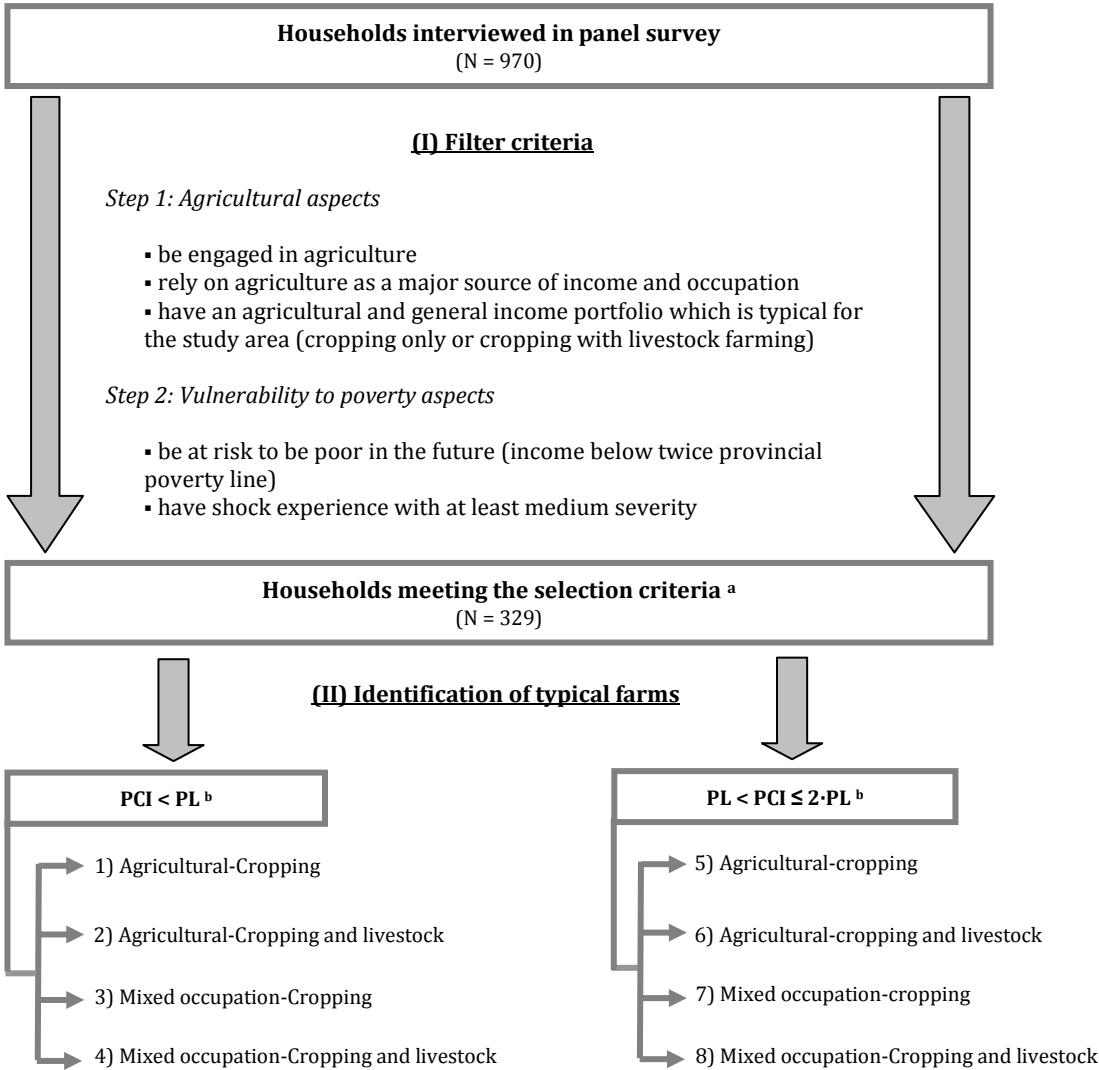 Households interviewed in panel survey
(N = 970)
(I) Filter criteria
Step 1: Agricultural aspects
▪ be engaged in agriculture
▪ rely on agriculture as a major source of income and occupation
▪ have an agricultural and general income portfolio which is typical for
the study area (cropping only or cropping with livestock farming)
Step 2: Vulnerability to poverty aspects
▪ be at risk to be poor in the future (income below twice provincial
poverty line)
▪ have shock experience with at least medium severity
Households meeting the selection criteria ᵃ
(N = 329)
(II) Identification of typical farms
PCI < PL ᵇ
1) Agricultural-Cropping
2) Agricultural-Cropping and livestock
3) Mixed occupation-Cropping
4) Mixed occupation-Cropping and livestock
PL < PCI ≤ 2·PL ᵇ
5) Agricultural-cropping
6) Agricultural-cropping and livestock
7) Mixed occupation-cropping
8) Mixed occupation-Cropping and livestock